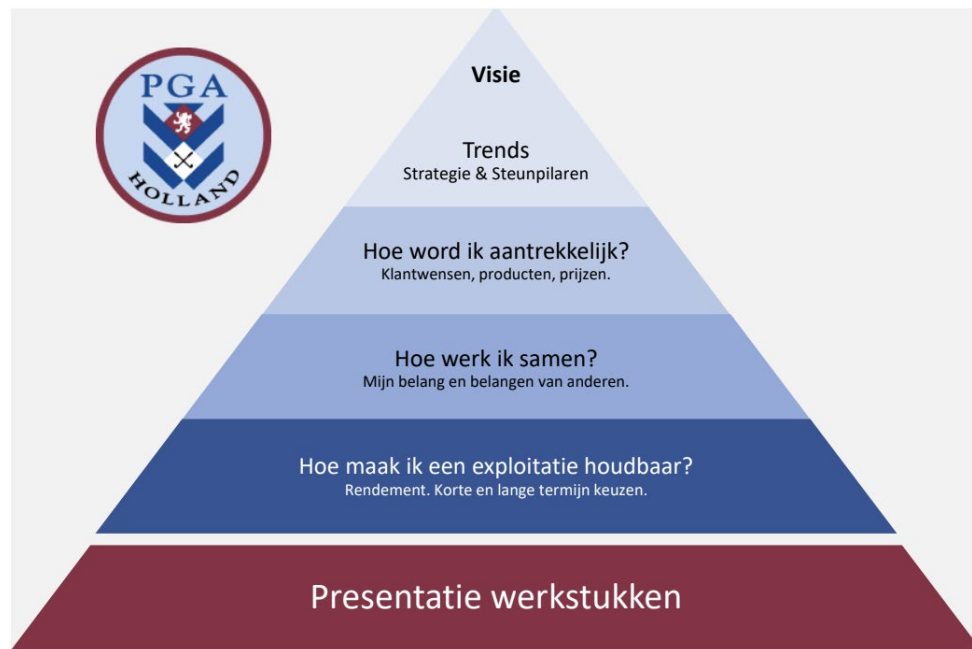 PGA
HOLLAND
Visie
Trends
Strategie & Steunpilaren
Hoe word ik aantrekkelijk?
Klantwensen, producten, prijzen.
Hoe werk ik samen?
Mijn belang en belangen van anderen.
Hoe maak ik een exploitatie houdbaar?
Rendement. Korte en lange termijn keuzen.
Presentatie werkstukken